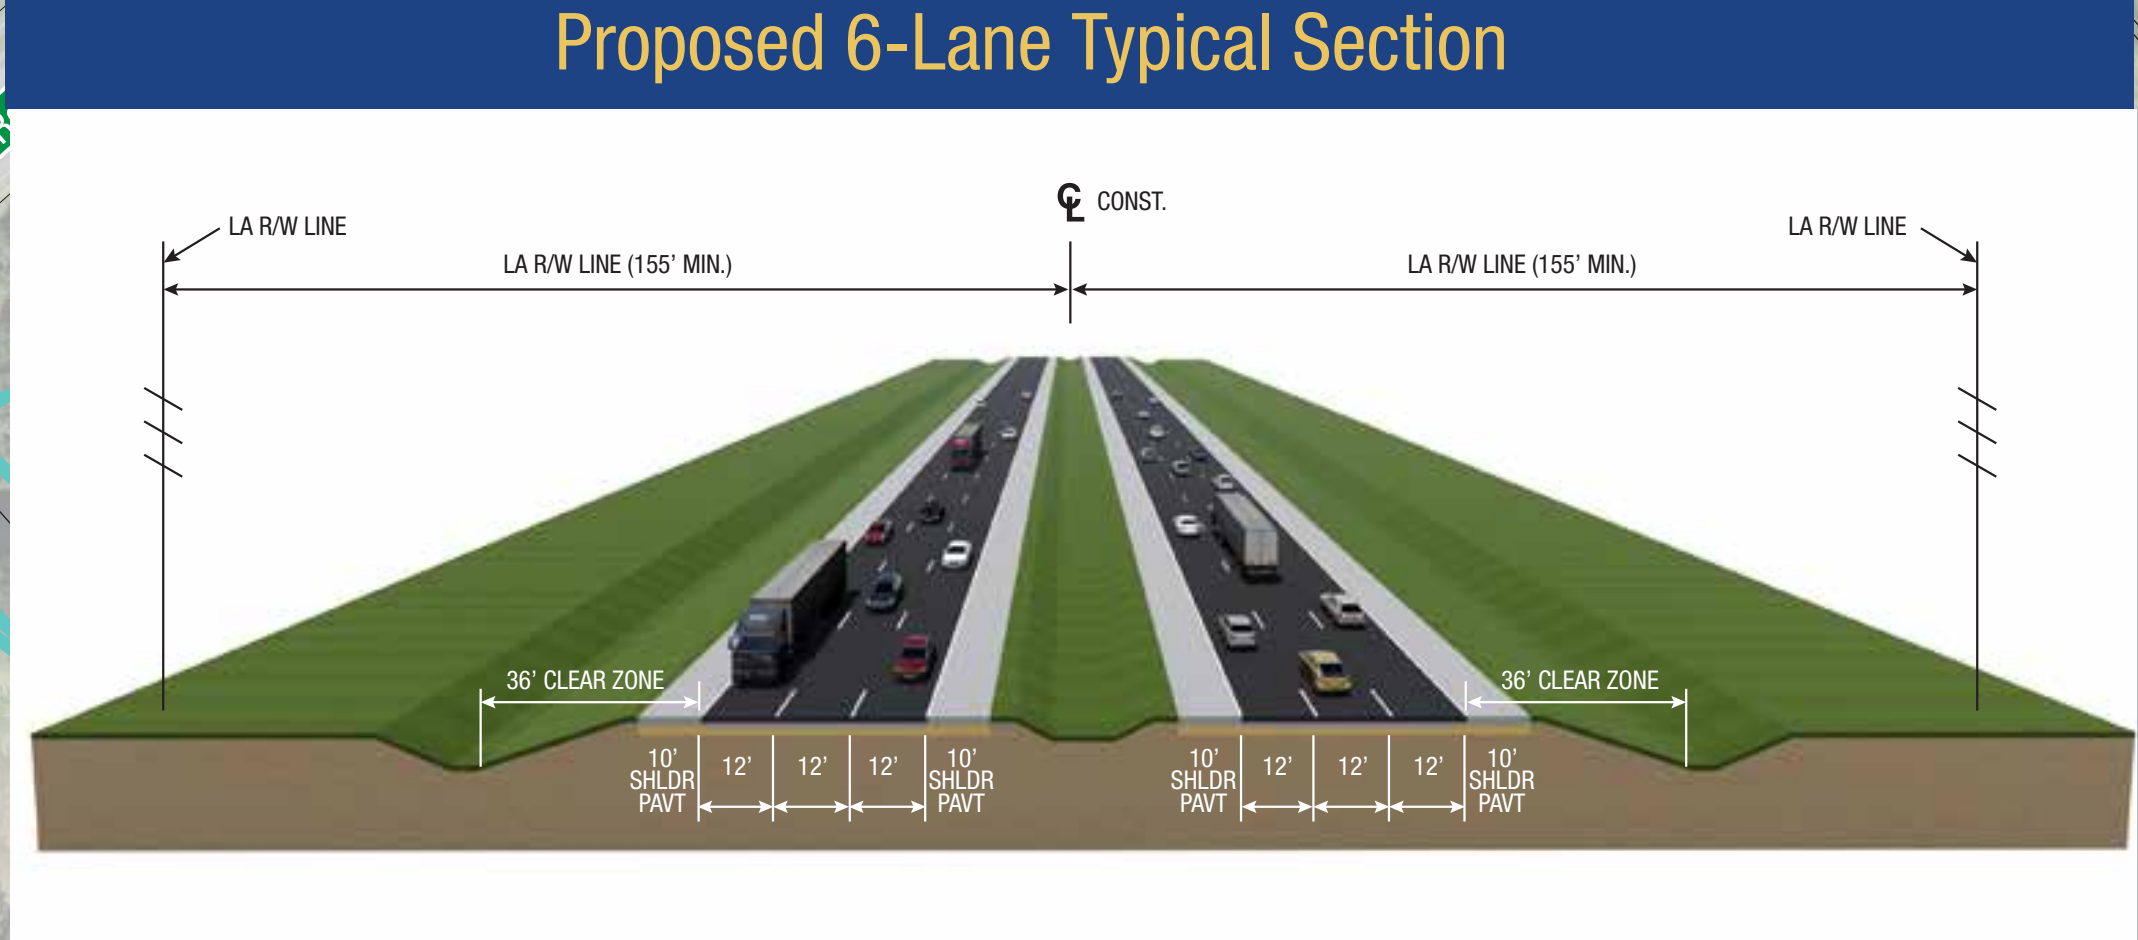 Proposed 6-Lane Typical Section
℄ CONST.
LA R/W LINE
LA R/W LINE
LA R/W LINE (155’ MIN.)
LA R/W LINE (155’ MIN.)
36’ CLEAR ZONE
36’ CLEAR ZONE
10’
SHLDR
PAVT
12’
12’
12’
10’
SHLDR
PAVT
10’
SHLDR
PAVT
12’
12’
12’
10’
SHLDR
PAVT